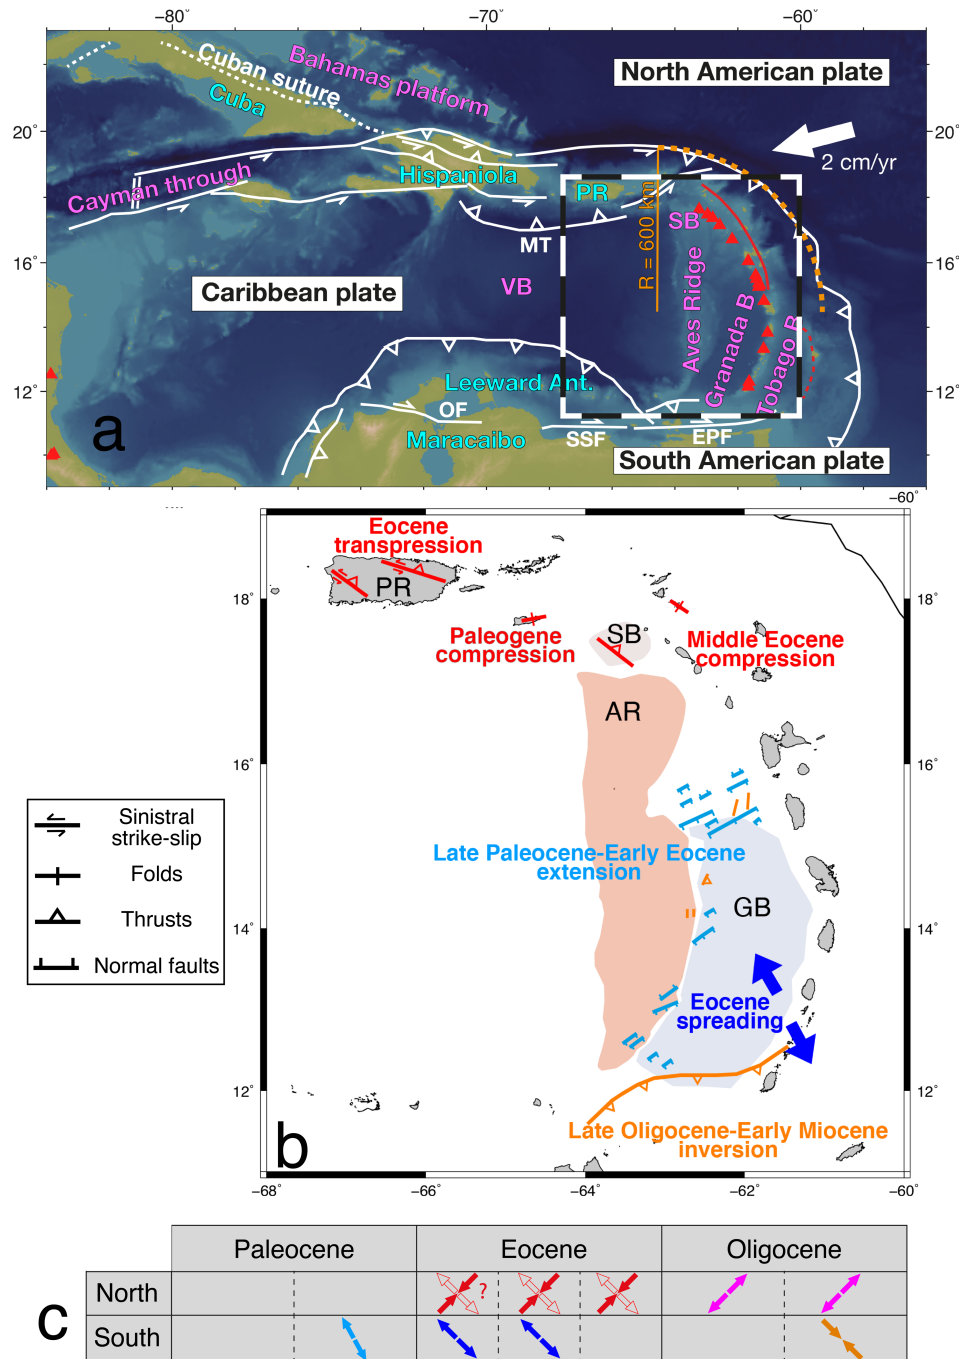 −80°
−70°
−60°
Cuban suture
Bahamas platform
North American plate
Cuba
20°
20°
2 cm/yr
Cayman through
Hispaniola
PR
R = 600 km
SB
MT
16°
16°
VB
Caribbean plate
Aves Ridge
Granada B
Tobago B
12°
12°
Leeward Ant.
OF
a
Maracaibo
SSF
EPF
South American plate
−60°
Eocene
transpression
PR
18°
18°
Paleogene
compression
SB
Middle Eocene
compression
AR
16°
16°
Sinistral
strike-slip
Folds
Thrusts
Normal faults
Late Paleocene-Early Eocene
extension
GB
14°
14°
Eocene
spreading
12°
12°
Late Oligocene-Early Miocene
inversion
b
−68°
−66°
−64°
−62°
−60°
Paleocene
Eocene
Oligocene
North
?
c
South